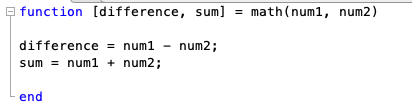 function [difference, sum] = math(num1, num2)
difference = num1 - num2;
sum = num1 + num2;
end